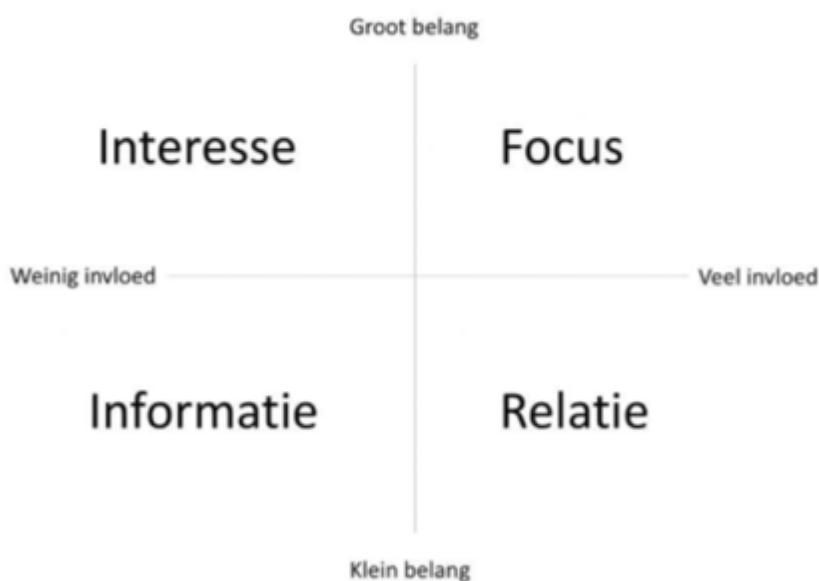 Groot belang
Interesse Focus
Weinig invloed Veel invloed
Informatie Relatie
Klein belang